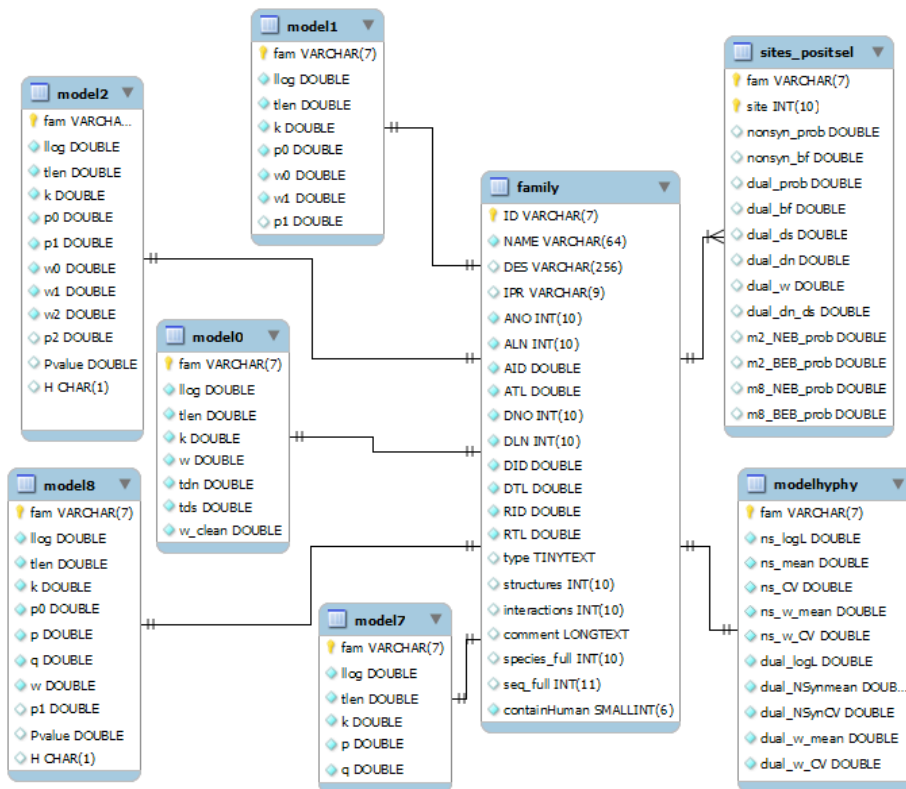 model1
fam VARCHAR(7)
llog DOUBLE
tlen DOUBLE
k DOUBLE
p0 DOUBLE
w0 DOUBLE
w1 DOUBLE
p1 DOUBLE
model2
fam VARCHA...
llog DOUBLE
tlen DOUBLE
k DOUBLE
p0 DOUBLE
p1 DOUBLE
w0 DOUBLE
w1 DOUBLE
w2 DOUBLE
p2 DOUBLE
Pvalue DOUBLE
H CHAR(1)
model0
fam VARCHAR(7)
llog DOUBLE
tlen DOUBLE
k DOUBLE
w DOUBLE
tdn DOUBLE
tds DOUBLE
w_clean DOUBLE
model8
fam VARCHAR(7)
llog DOUBLE
tlen DOUBLE
k DOUBLE
p0 DOUBLE
p DOUBLE
q DOUBLE
w DOUBLE
p1 DOUBLE
Pvalue DOUBLE
H CHAR(1)
model7
fam VARCHAR(7)
llog DOUBLE
tlen DOUBLE
k DOUBLE
p DOUBLE
q DOUBLE
family
ID VARCHAR(7)
NAME VARCHAR(64)
DES VARCHAR(256)
IPR VARCHAR(9)
ANO INT(10)
ALN INT(10)
AID DOUBLE
ATL DOUBLE
DNO INT(10)
DLN INT(10)
DID DOUBLE
DTL DOUBLE
RID DOUBLE
RTL DOUBLE
type TINYTEXT
structures INT(10)
interactions INT(10)
comment LONGTEXT
species_full INT(10)
seq_full INT(11)
containHuman SMALLINT(6)
sites_positsel
fam VARCHAR(7)
site INT(10)
nonsyn_prob DOUBLE
nonsyn_bf DOUBLE
dual_prob DOUBLE
dual_bf DOUBLE
dual_ds DOUBLE
dual_dn DOUBLE
dual_w DOUBLE
dual_dn_ds DOUBLE
m2_NEB_prob DOUBLE
m2_BEB_prob DOUBLE
m8_NEB_prob DOUBLE
m8_BEB_prob DOUBLE
modelhyphy
fam VARCHAR(7)
ns_logL DOUBLE
ns_mean DOUBLE
ns_CV DOUBLE
ns_w_mean DOUBLE
ns_w_CV DOUBLE
dual_logL DOUBLE
dual_NSynmean DOUB...
dual_NSynCV DOUBLE
dual_w_mean DOUBLE
dual_w_CV DOUBLE